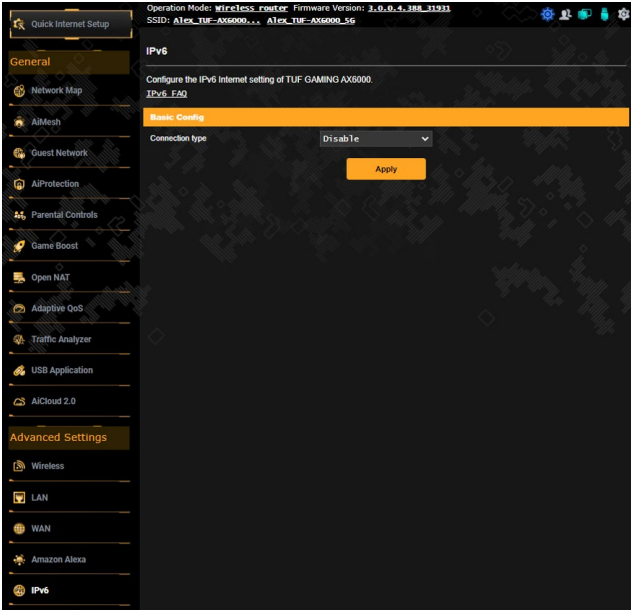 Quick Internet Setup
Operation Mode: Wireless router Firmware Version: 3.0.0.4.388_31931
SSID: Alex_TUF-AX6000... Alex_TUF-AX6000_5G
General
Network Map
AiMesh
Guest Network
AiProtection
Parental Controls
Game Boost
Open NAT
Adaptive QoS
Traffic Analyzer
USB Application
AiCloud 2.0
Advanced Settings
Wireless
LAN
WAN
Amazon Alexa
IPv6
IPv6
Configure the IPv6 Internet setting of TUF GAMING AX6000.
IPv6 FAQ
Basic Config
Connection type Disable
Apply